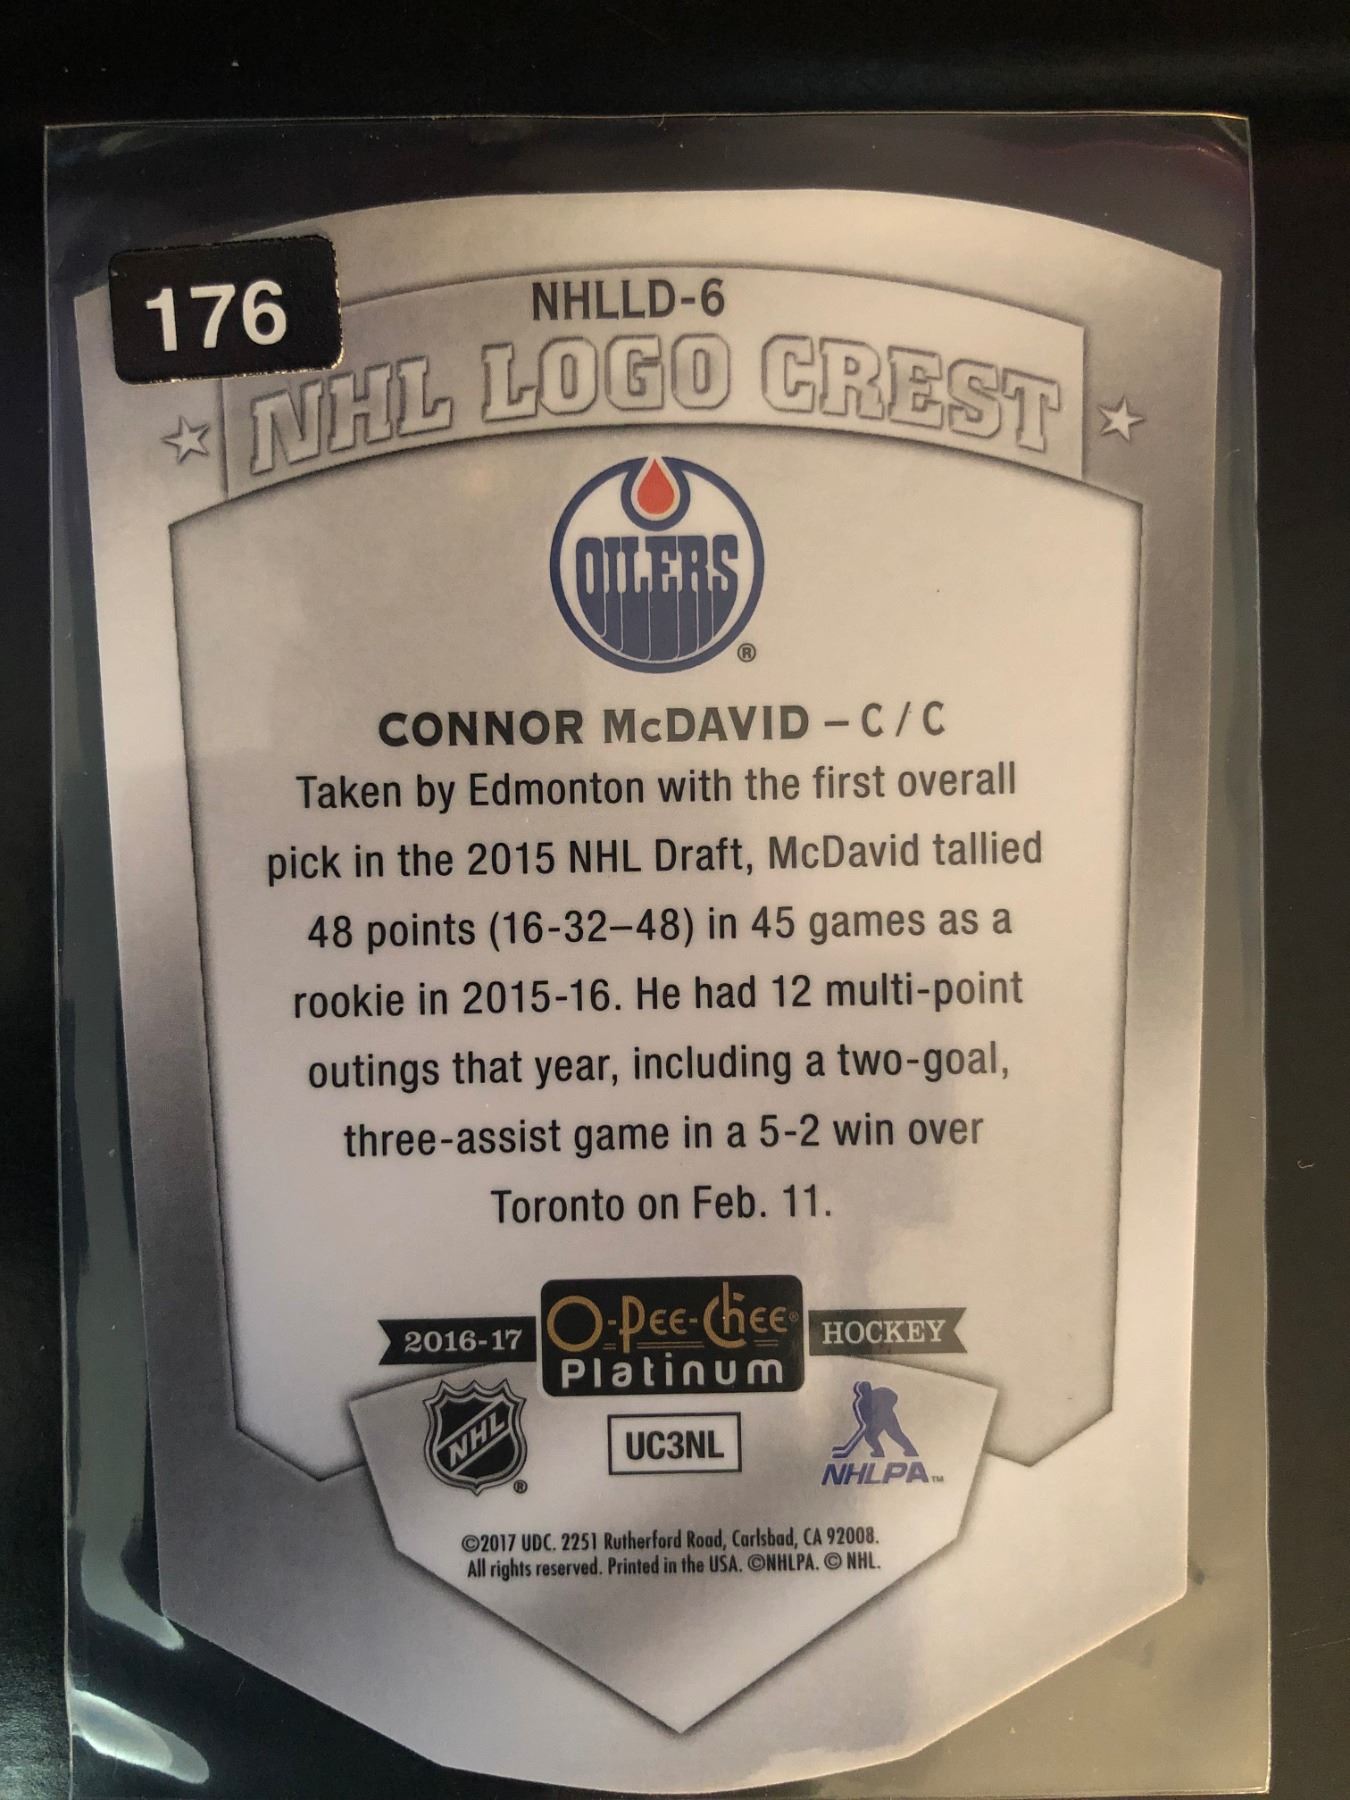 176
NHLLD-6
NHL LOGO CREST
OILERS
®
CONNOR McDAVID – C / C
Taken by Edmonton with the first overall
pick in the 2015 NHL Draft, McDavid tallied
48 points (16-32–48) in 45 games as a
rookie in 2015-16. He had 12 multi-point
outings that year, including a two-goal,
three-assist game in a 5-2 win over
Toronto on Feb. 11.
2016-17 O-Pee-Chee® HOCKEY
Platinum
NHL ® UC3NL NHLPA™
©2017 UDC. 2251 Rutherford Road, Carlsbad, CA 92008.
All rights reserved. Printed in the USA. ©NHLPA. © NHL.